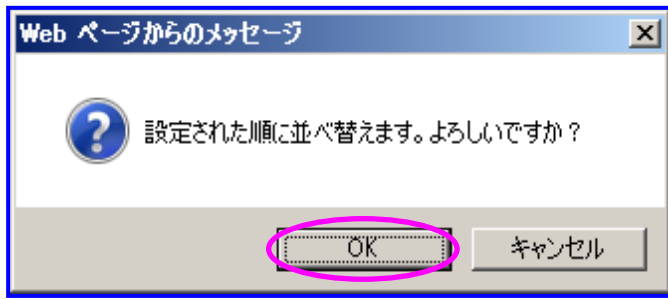 Web ページからのメッセージ
設定された順に並べ替えます。よろしいですか？
OK
キャンセル